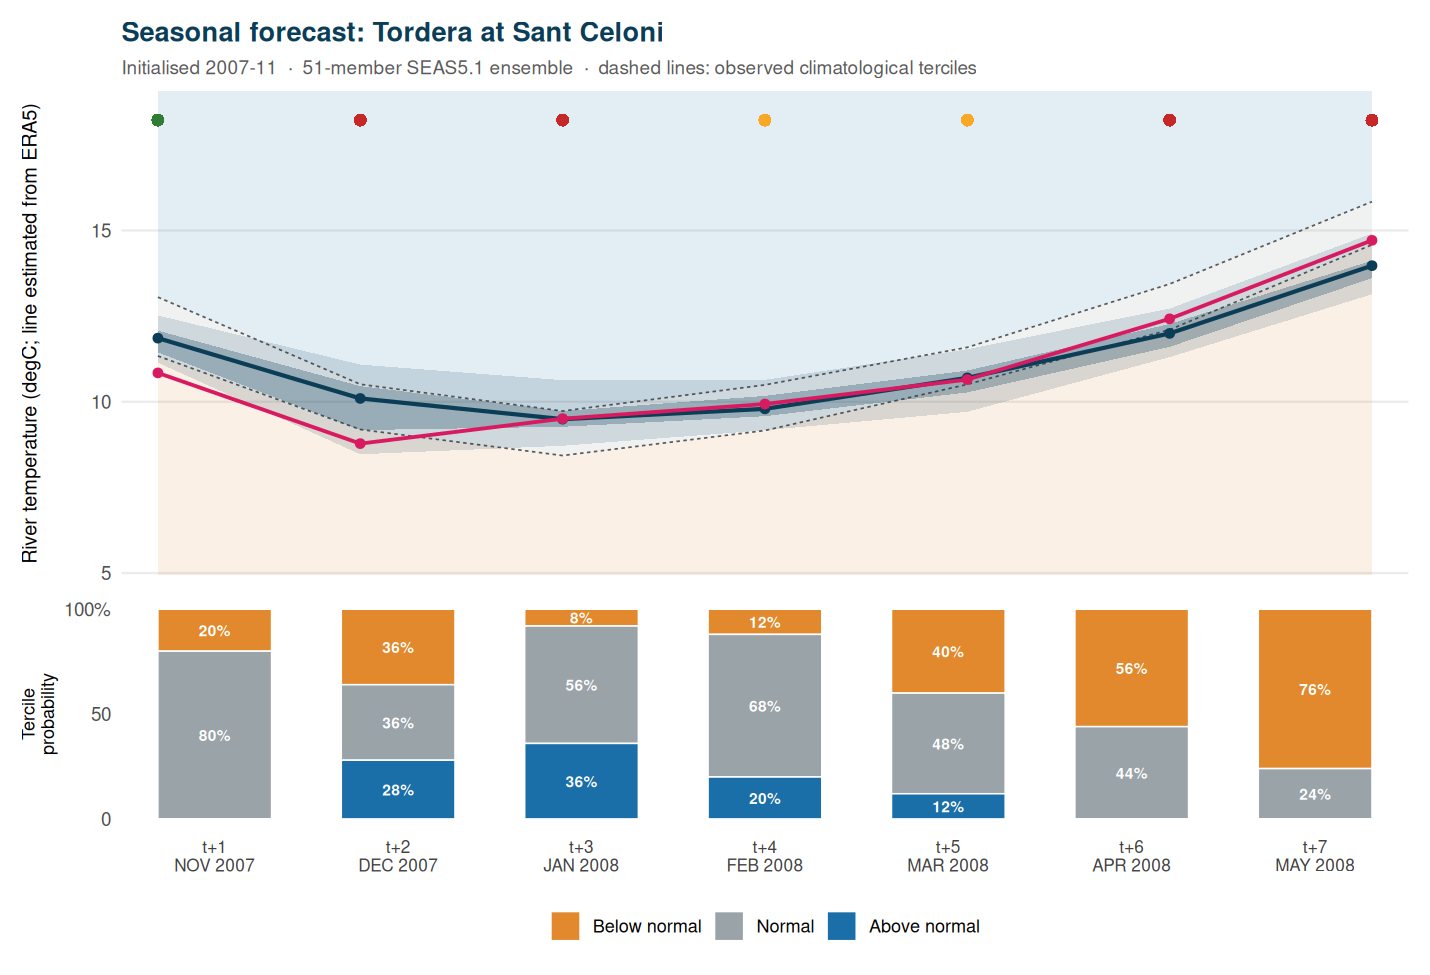 Seasonal forecast: Tordera at Sant Celoni
Initialised 2007-11 · 51-member SEAS5.1 ensemble · dashed lines: observed climatological terciles
River temperature (degC; line estimated from ERA5)
15
10
5
Tercile
probability
100%
50
0
20%
80%
36%
36%
28%
8%
56%
36%
12%
68%
20%
40%
48%
12%
56%
44%
76%
24%
t+1
NOV 2007
t+2
DEC 2007
t+3
JAN 2008
t+4
FEB 2008
t+5
MAR 2008
t+6
APR 2008
t+7
MAY 2008
Below normal
Normal
Above normal